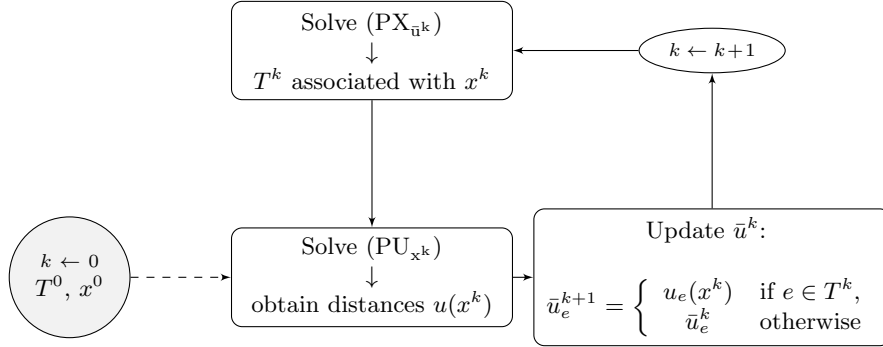 Solve (PX_{ū^k})
↓
T^k associated with x^k
k ← k+1
k ← 0
T^0, x^0
Solve (PU_{x^k})
↓
obtain distances u(x^k)
Update ū^k:
ū_e^{k+1} = { u_e(x^k) if e ∈ T^k,
ū_e^k otherwise